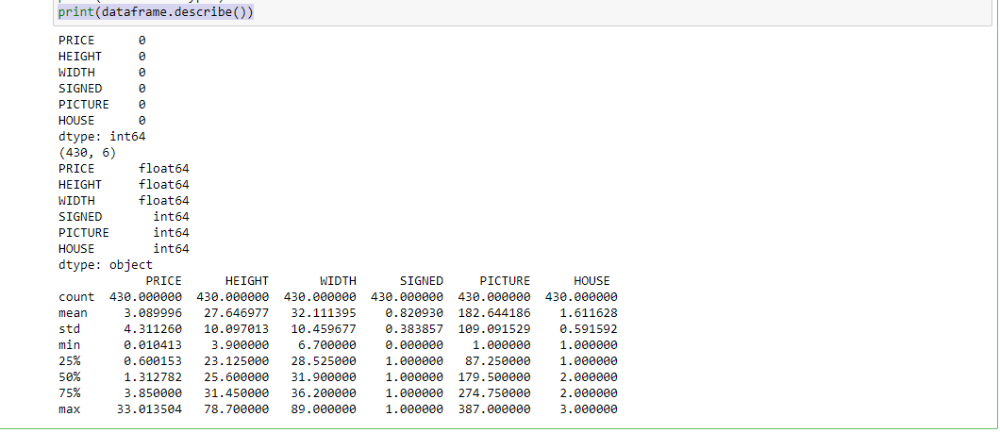 print(dataframe.describe())
PRICE      0
HEIGHT     0
WIDTH      0
SIGNED     0
PICTURE    0
HOUSE      0
dtype: int64
(430, 6)
PRICE      float64
HEIGHT     float64
WIDTH      float64
SIGNED       int64
PICTURE      int64
HOUSE        int64
dtype: object
            PRICE      HEIGHT       WIDTH      SIGNED     PICTURE       HOUSE
count  430.000000  430.000000  430.000000  430.000000  430.000000  430.000000
mean     3.089996   27.646977   32.111395    0.820930  182.644186    1.611628
std      4.311260   10.097013   10.459677    0.383857  109.091529    0.591592
min      0.010413    3.900000    6.700000    0.000000    1.000000    1.000000
25%      0.600153   23.125000   28.525000    1.000000   87.250000    1.000000
50%      1.312782   25.600000   31.900000    1.000000  179.500000    2.000000
75%      3.850000   31.450000   36.200000    1.000000  274.750000    2.000000
max     33.013504   78.700000   89.000000    1.000000  387.000000    3.000000